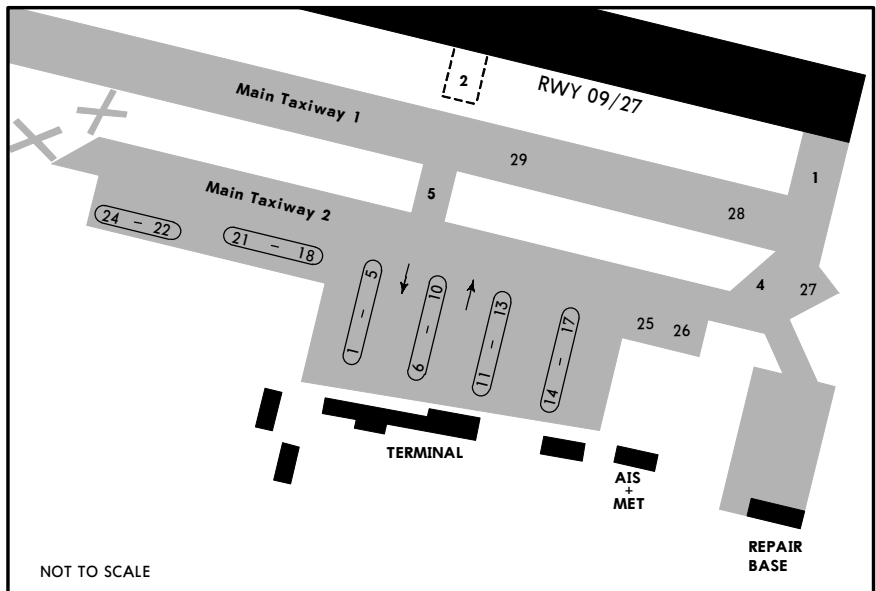 2
RWY 09/27
Main Taxiway 1
29
1
5
28
Main Taxiway 2
24 – 22
21 – 18
4
27
5 – 1
10 – 6
13 – 11
17 – 14
25
26
TERMINAL
AIS
+
MET
REPAIR
BASE
NOT TO SCALE